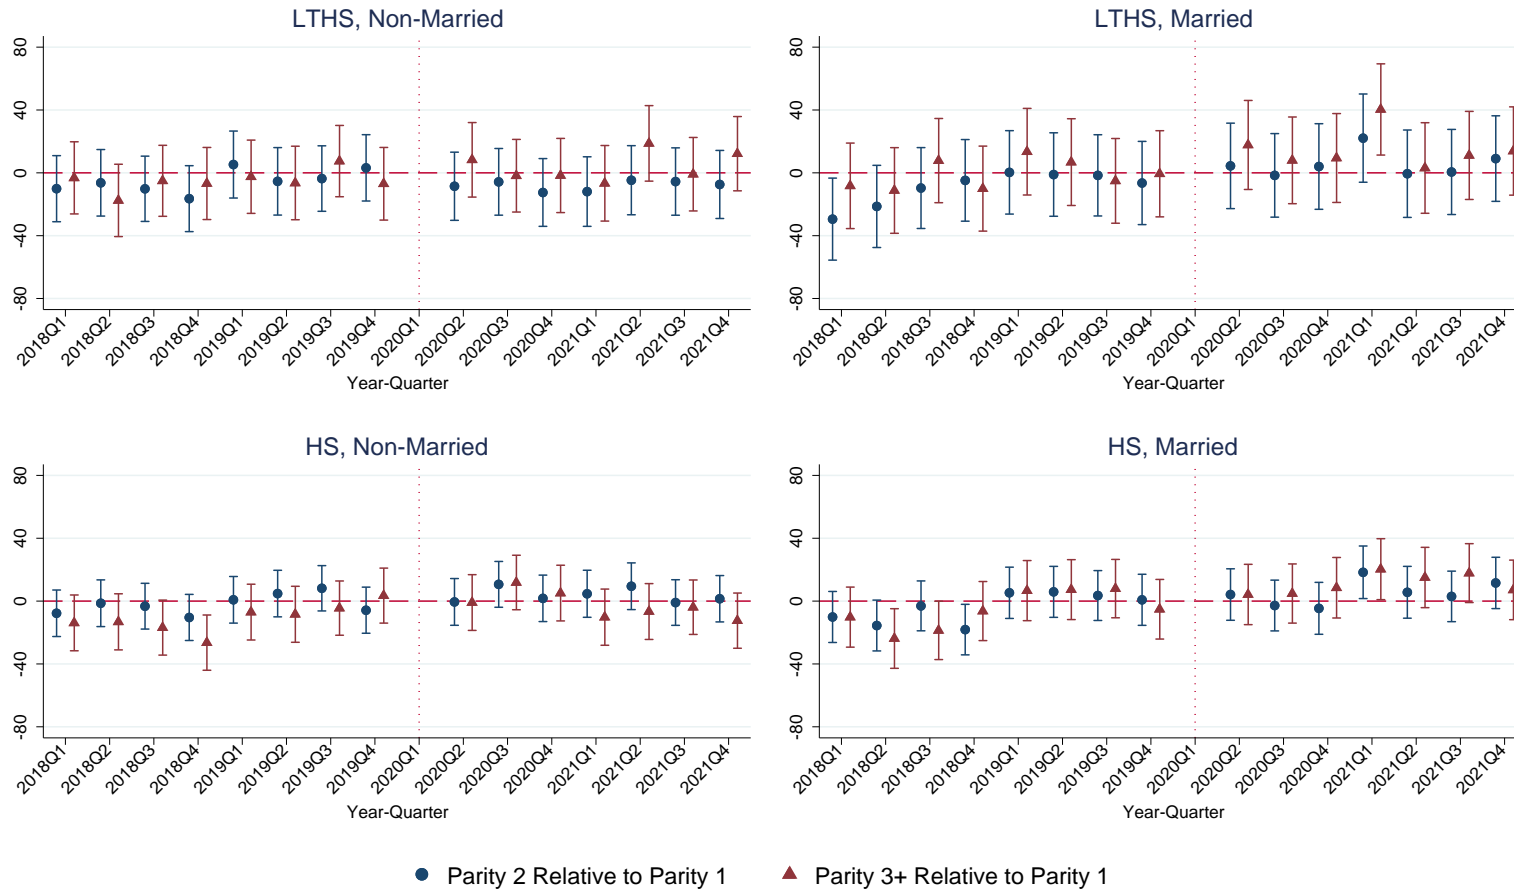 LTHS, Non-Married
80
40
0
-40
-80
2018Q1 2018Q2 2018Q3 2018Q4 2019Q1 2019Q2 2019Q3 2019Q4 2020Q1 2020Q2 2020Q3 2020Q4 2021Q1 2021Q2 2021Q3 2021Q4
Year-Quarter
LTHS, Married
80
40
0
-40
-80
2018Q1 2018Q2 2018Q3 2018Q4 2019Q1 2019Q2 2019Q3 2019Q4 2020Q1 2020Q2 2020Q3 2020Q4 2021Q1 2021Q2 2021Q3 2021Q4
Year-Quarter
HS, Non-Married
80
40
0
-40
-80
2018Q1 2018Q2 2018Q3 2018Q4 2019Q1 2019Q2 2019Q3 2019Q4 2020Q1 2020Q2 2020Q3 2020Q4 2021Q1 2021Q2 2021Q3 2021Q4
Year-Quarter
HS, Married
80
40
0
-40
-80
2018Q1 2018Q2 2018Q3 2018Q4 2019Q1 2019Q2 2019Q3 2019Q4 2020Q1 2020Q2 2020Q3 2020Q4 2021Q1 2021Q2 2021Q3 2021Q4
Year-Quarter
Parity 2 Relative to Parity 1
Parity 3+ Relative to Parity 1